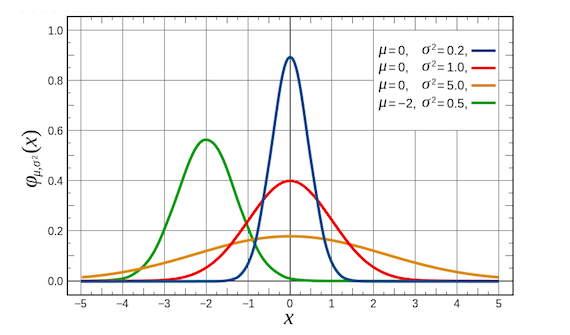 1.0
0.8
0.6
0.4
0.2
0.0
φμ,σ²(x)
μ=0, σ²=0.2,
μ=0, σ²=1.0,
μ=0, σ²=5.0,
μ=−2, σ²=0.5,
−5 −4 −3 −2 −1 0 1 2 3 4 5
x